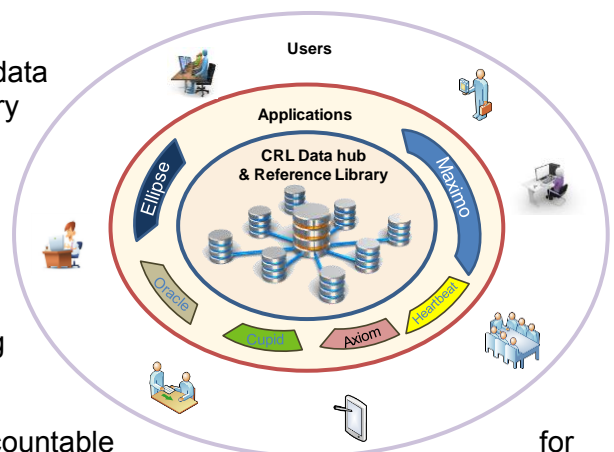 Users
data
ry
Applications
CRL Data hub
& Reference Library
Ellipse
Maximo
Oracle
Heartbeat
Cupid
Axiom
g
countable for